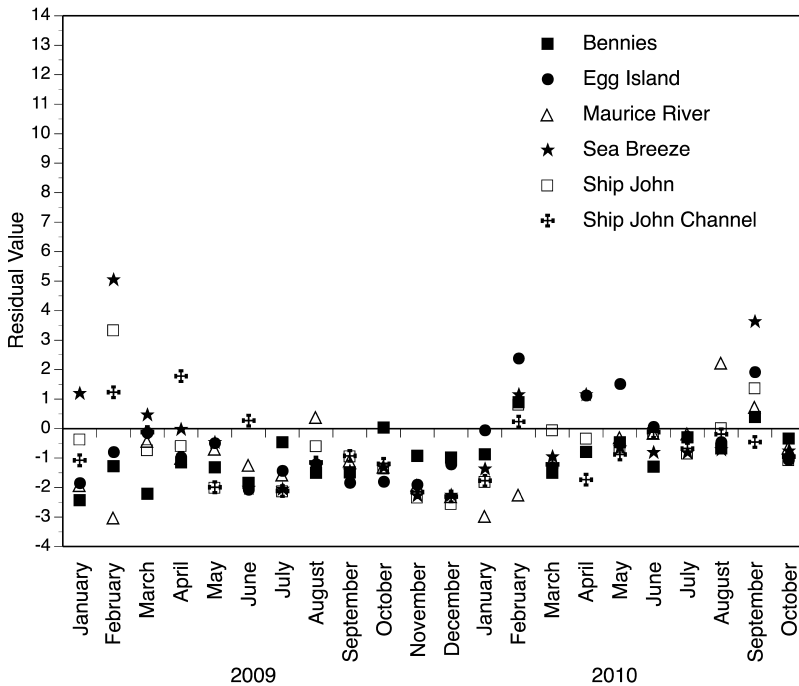 14
13
12
11
10
9
8
7
6
5
4
3
2
1
0
-1
-2
-3
-4
Residual Value
Bennies
Egg Island
Maurice River
Sea Breeze
Ship John
Ship John Channel
January
February
March
April
May
June
July
August
September
October
November
December
January
February
March
April
May
June
July
August
September
October
2009
2010